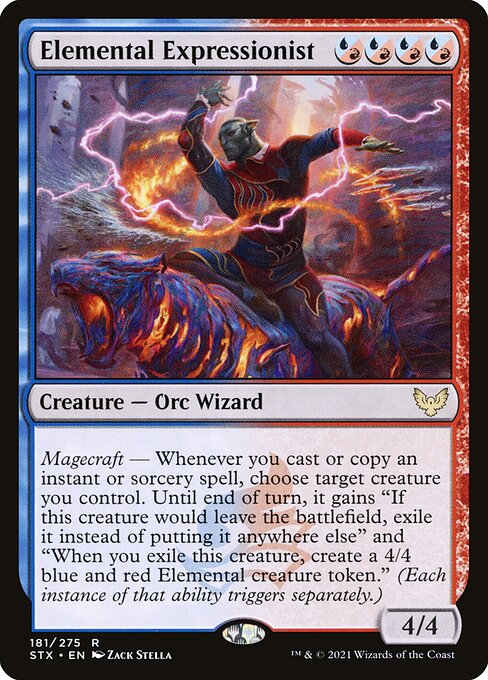 Elemental Expressionist
Creature — Orc Wizard
Magecraft — Whenever you cast or copy an
instant or sorcery spell, choose target creature
you control. Until end of turn, it gains “If
this creature would leave the battlefield, exile
it instead of putting it anywhere else” and
“When you exile this creature, create a 4/4
blue and red Elemental creature token.” (Each
instance of that ability triggers separately.)
4/4
181/275 R
STX • EN Zack Stella
™ & © 2021 Wizards of the Coast